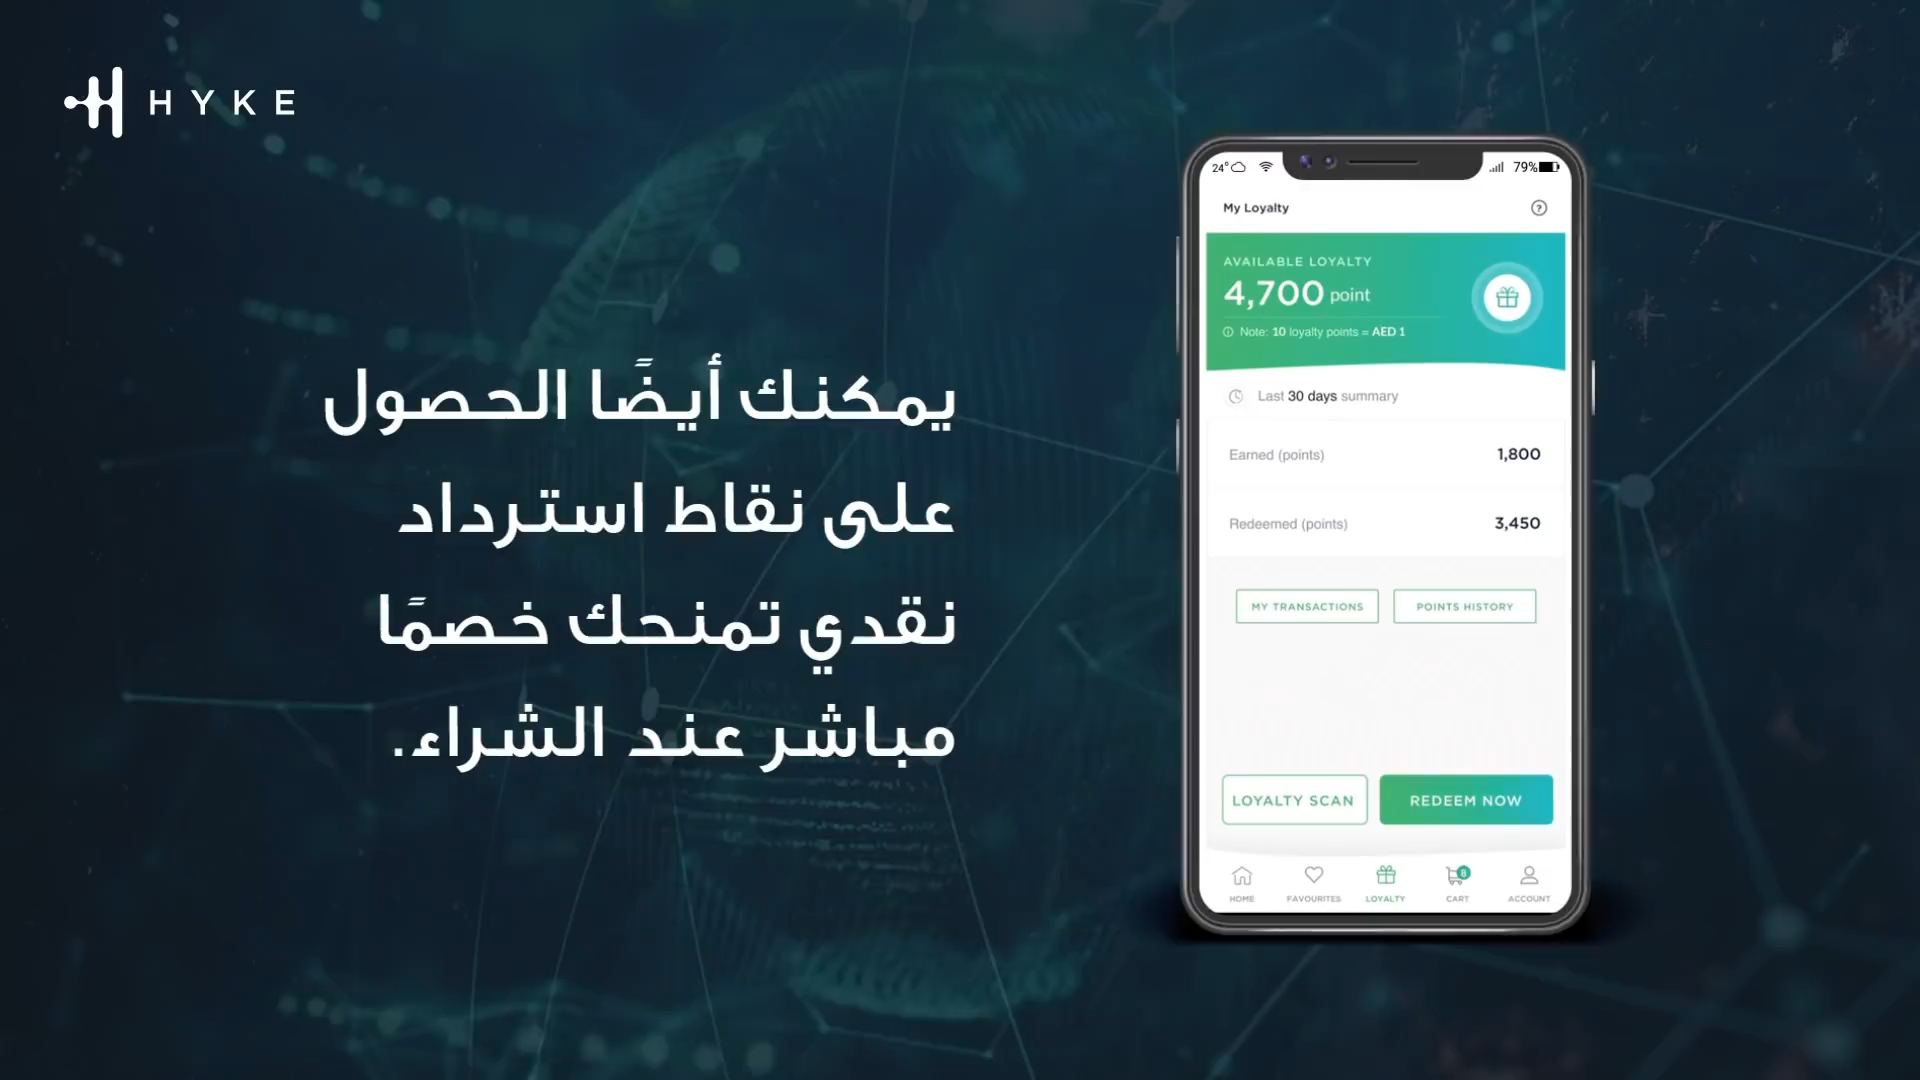 HYKE
يمكنك أيضًا الحصول
على نقاط استرداد
نقدي تمنحك خصمًا
مباشر عند الشراء.
24° 79%
My Loyalty ?
AVAILABLE LOYALTY
4,700 point
Note: 10 loyalty points = AED 1
Last 30 days summary
Earned (points) 1,800
Redeemed (points) 3,450
MY TRANSACTIONS POINTS HISTORY
LOYALTY SCAN REDEEM NOW
8
HOME FAVOURITES LOYALTY CART ACCOUNT